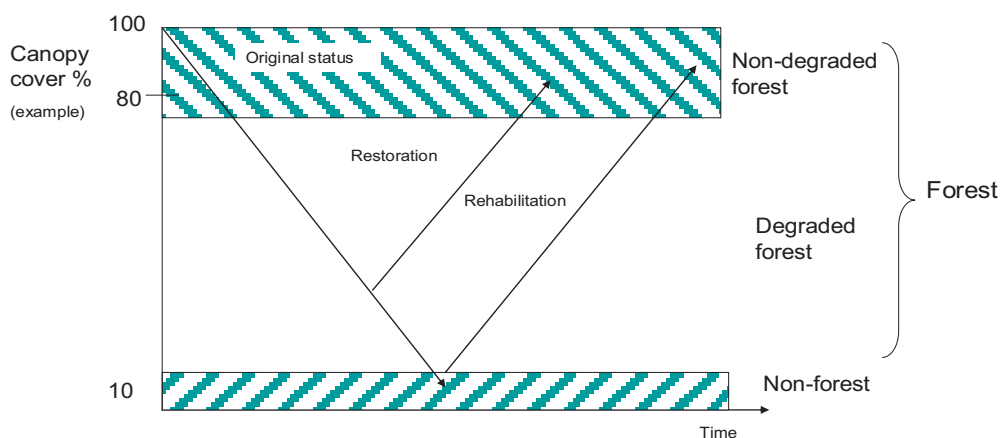 100
Canopy
cover %
(example)
80
Original status
Non-degraded
forest
Restoration
Rehabilitation
Forest
Degraded
forest
10
Non-forest
Time